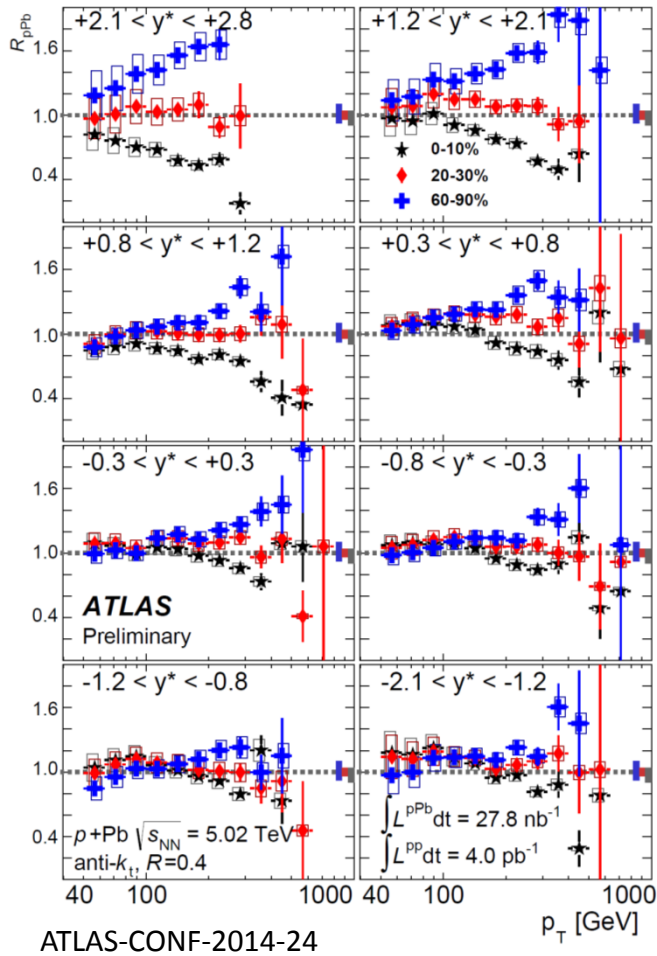 R_pPb
+2.1< y* < +2.8
+1.2 < y* < +2.1
1.6
1.0
0.4
0-10%
20-30%
60-90%
+0.8 < y* < +1.2
+0.3 < y* < +0.8
1.6
1.0
0.4
-0.3 < y* < +0.3
-0.8 < y* < -0.3
1.6
1.0
0.4
ATLAS
Preliminary
-1.2 < y* < -0.8
-2.1 < y* < -1.2
1.6
1.0
0.4
p+Pb √s_NN = 5.02 TeV
anti-k_t, R=0.4
∫ L^pPb dt = 27.8 nb⁻¹
∫ L^pp dt = 4.0 pb⁻¹
40 100 1000 40 100 1000
p_T [GeV]
ATLAS-CONF-2014-24